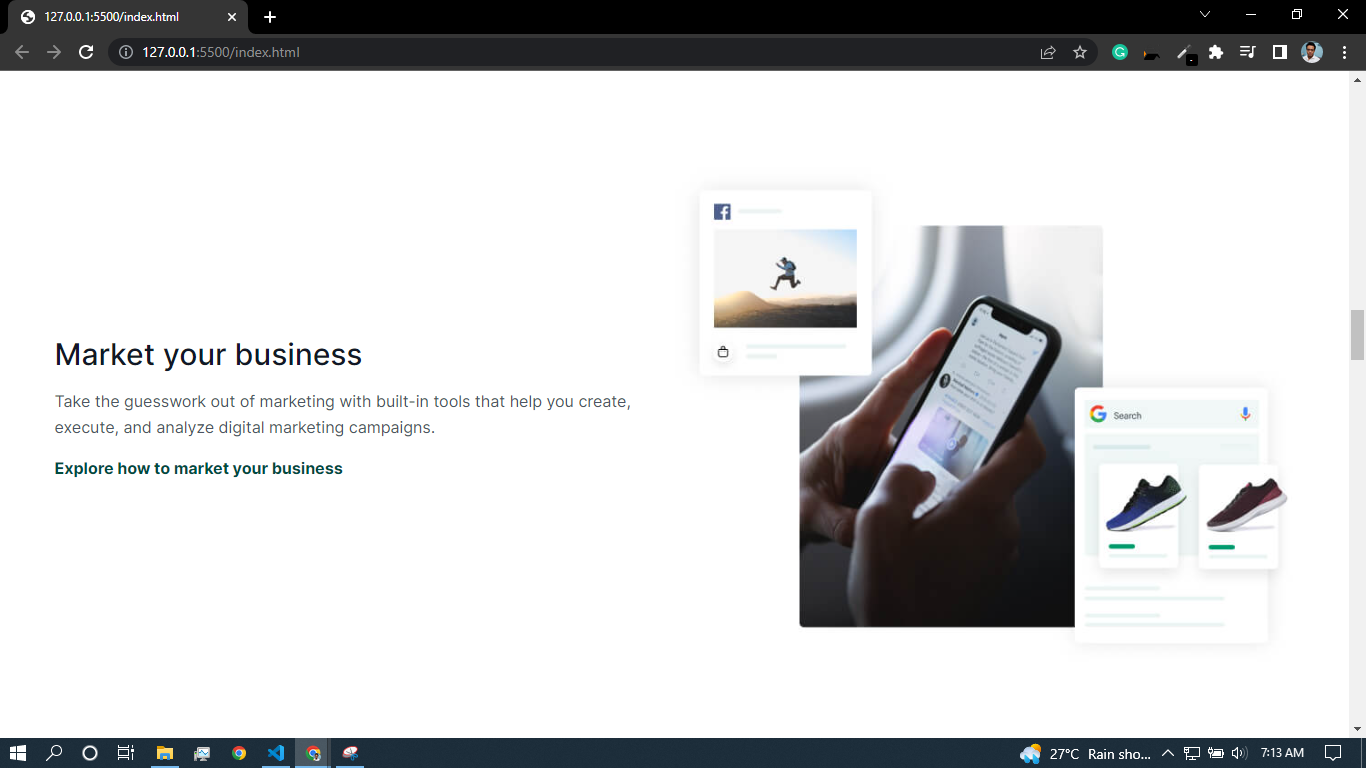 127.0.0.1:5500/index.html
127.0.0.1:5500/index.html
Market your business
Take the guesswork out of marketing with built-in tools that help you create,
execute, and analyze digital marketing campaigns.
Explore how to market your business
Search
27°C Rain sho...
7:13 AM